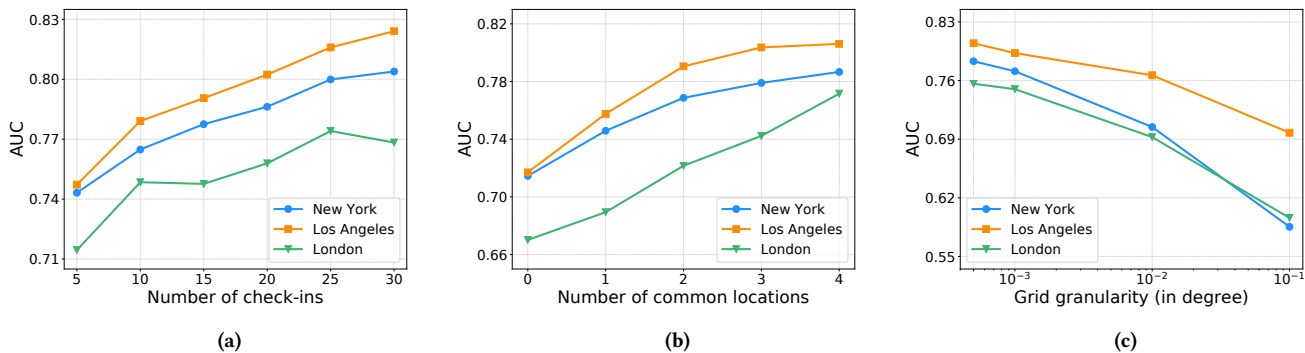 0.83
0.80
0.77
0.74
0.71
AUC
5 10 15 20 25 30
Number of check-ins
New York
Los Angeles
London
(a)
0.82
0.78
0.74
0.70
0.66
AUC
0 1 2 3 4
Number of common locations
New York
Los Angeles
London
(b)
0.83
0.76
0.69
0.62
0.55
AUC
10⁻³ 10⁻² 10⁻¹
Grid granularity (in degree)
New York
Los Angeles
London
(c)